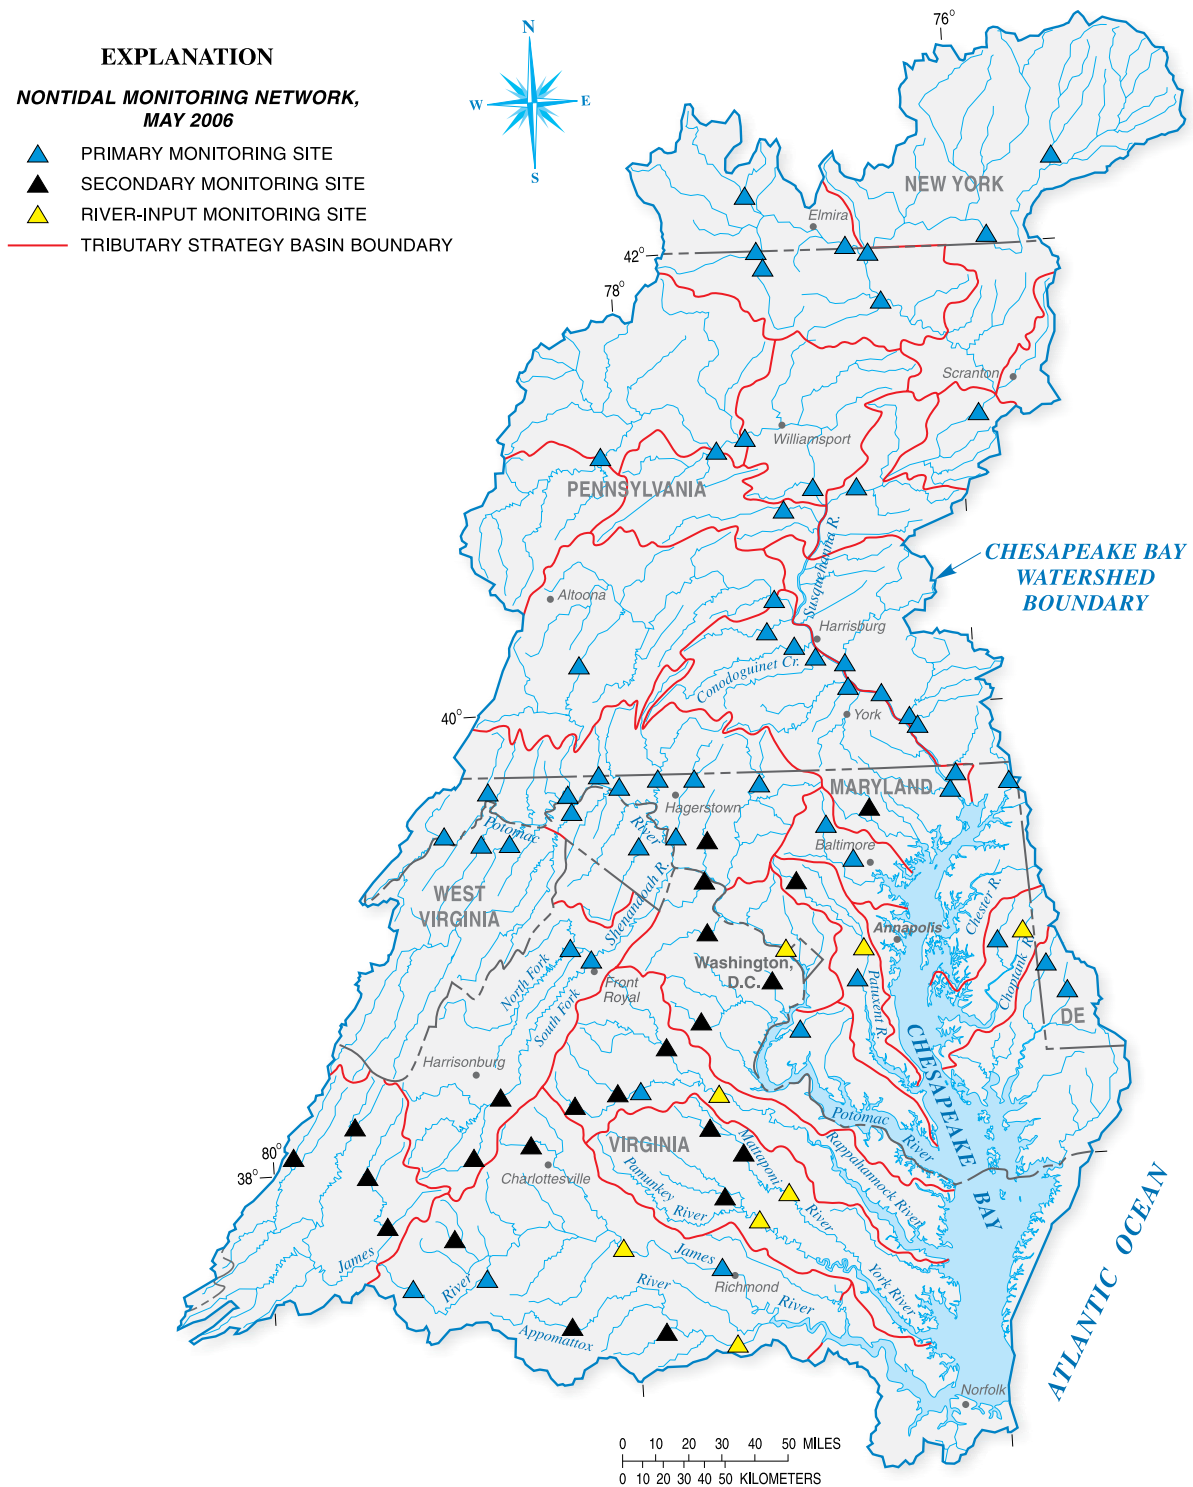 EXPLANATION
NONTIDAL MONITORING NETWORK,
MAY 2006
PRIMARY MONITORING SITE
SECONDARY MONITORING SITE
RIVER-INPUT MONITORING SITE
TRIBUTARY STRATEGY BASIN BOUNDARY
N
W
E
S
76°
NEW YORK
Elmira
42°
78°
Scranton
Williamsport
PENNSYLVANIA
Susquehanna R.
CHESAPEAKE BAY
WATERSHED
BOUNDARY
Altoona
Harrisburg
Conodoguinet Cr.
40°
York
MARYLAND
Hagerstown
Potomac
River
Baltimore
WEST
VIRGINIA
Shenandoah R.
Chester R.
Annapolis
Choptank R.
Washington,
D.C.
North Fork
South Fork
Front
Royal
Patuxent R.
DE
CHESAPEAKE
BAY
Harrisonburg
Potomac
River
VIRGINIA
Mattaponi
River
Rappahannock River
80°
38°
Charlottesville
Pamunkey
River
James
River
James
River
Richmond
York River
River
Appomattox
ATLANTIC OCEAN
Norfolk
0 10 20 30 40 50 MILES
0 10 20 30 40 50 KILOMETERS